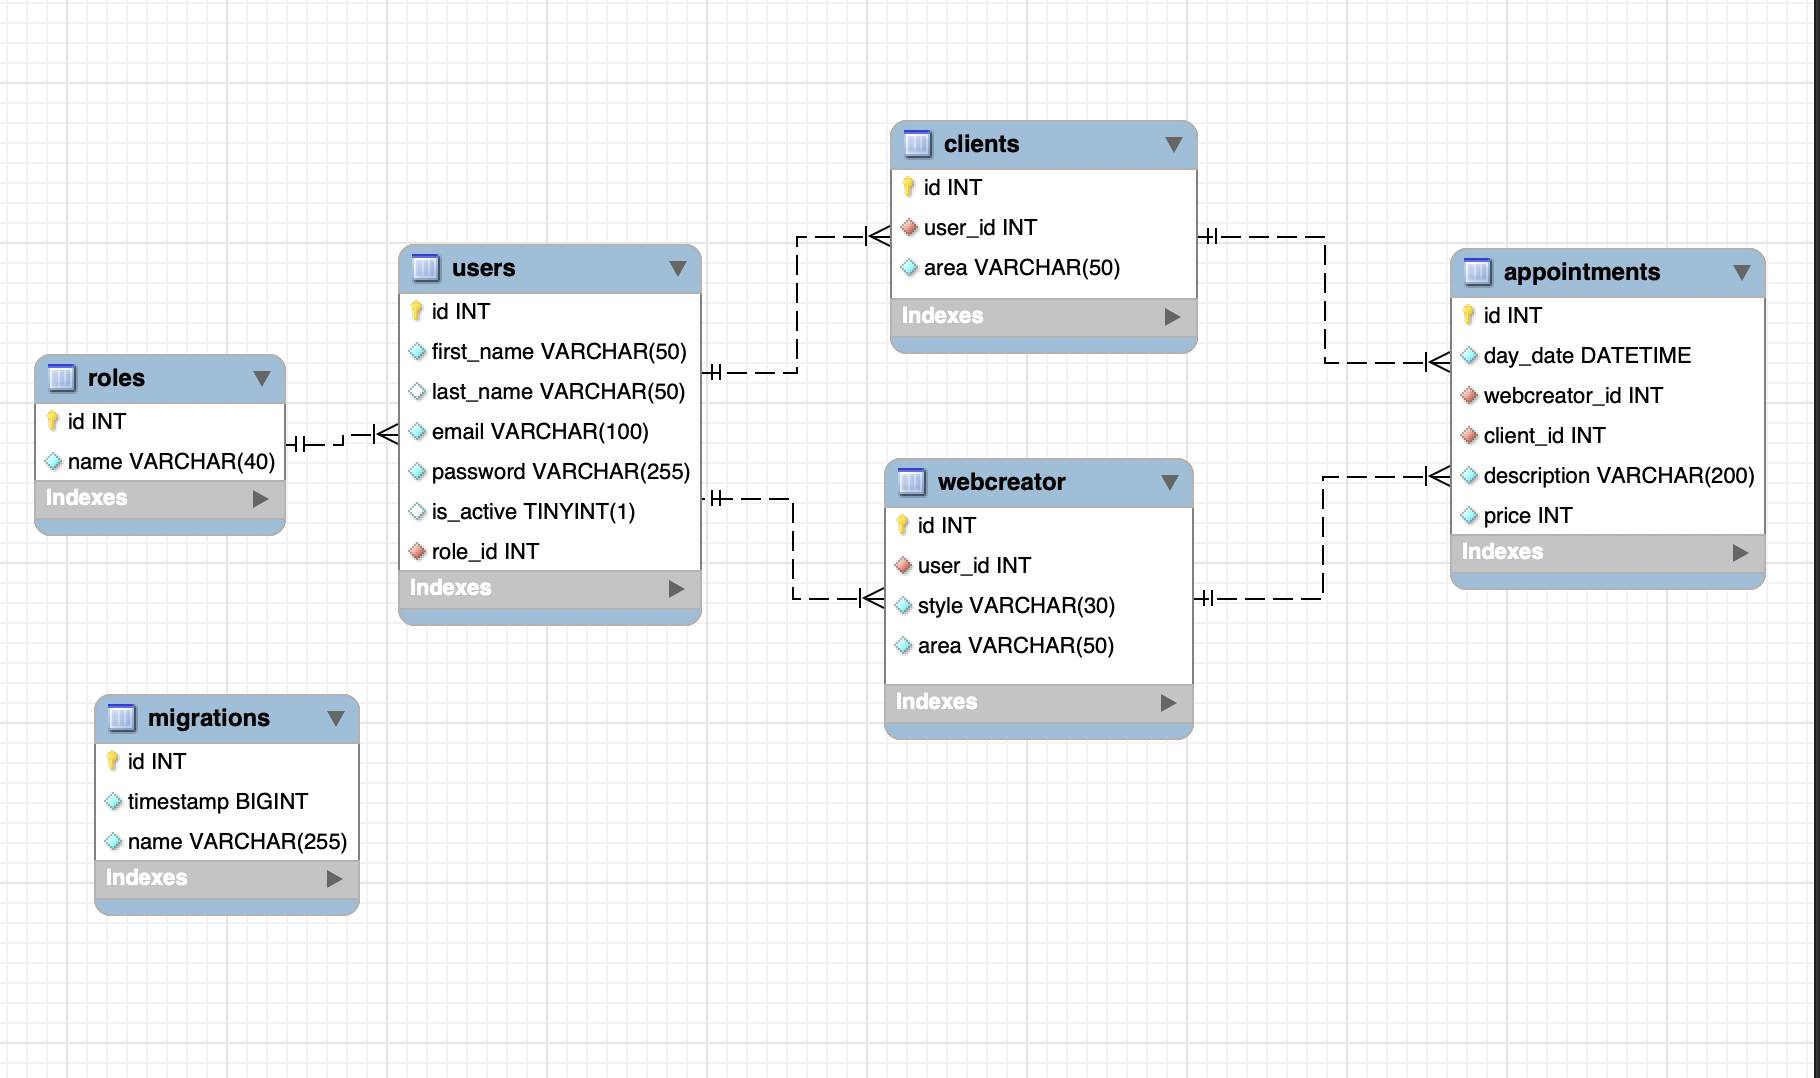 roles
id INT
name VARCHAR(40)
Indexes
users
id INT
first_name VARCHAR(50)
last_name VARCHAR(50)
email VARCHAR(100)
password VARCHAR(255)
is_active TINYINT(1)
role_id INT
Indexes
clients
id INT
user_id INT
area VARCHAR(50)
Indexes
webcreator
id INT
user_id INT
style VARCHAR(30)
area VARCHAR(50)
Indexes
appointments
id INT
day_date DATETIME
webcreator_id INT
client_id INT
description VARCHAR(200)
price INT
Indexes
migrations
id INT
timestamp BIGINT
name VARCHAR(255)
Indexes